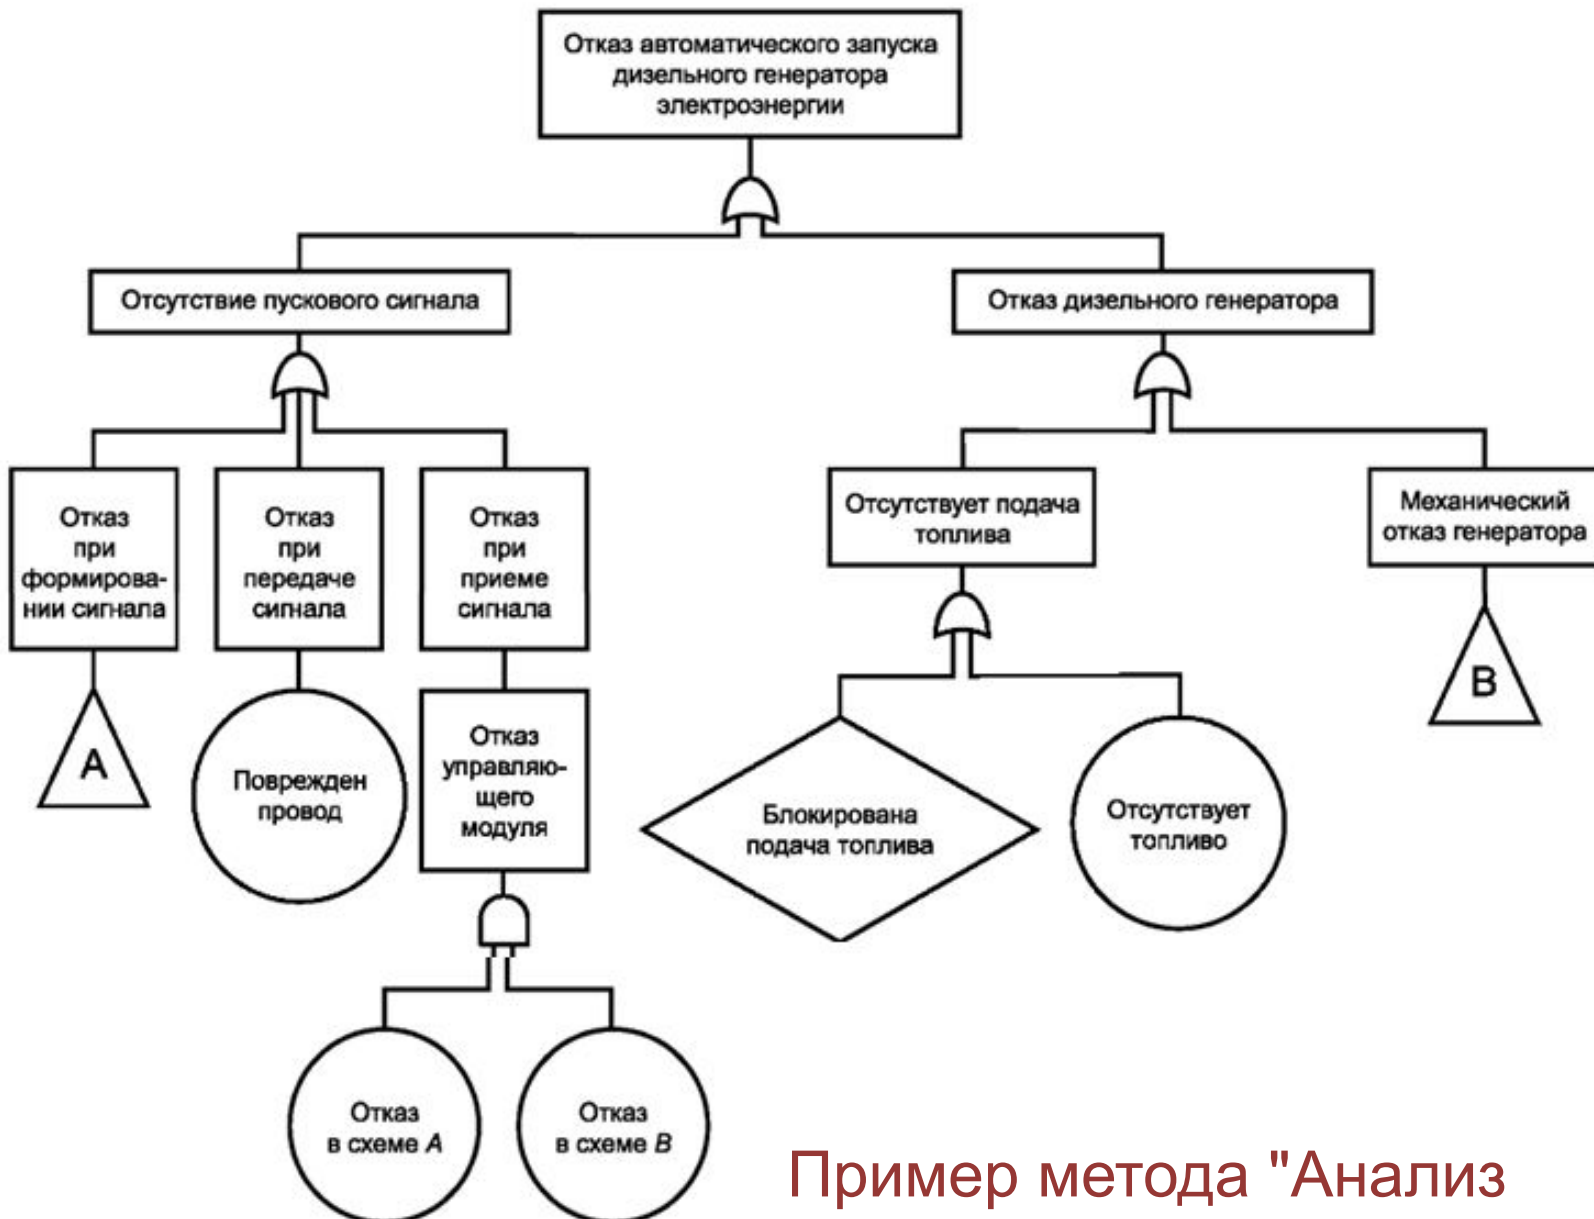 Отказ автоматического запуска
дизельного генератора
электроэнергии
Отсутствие пускового сигнала
Отказ дизельного генератора
Отказ
при
формирова-
нии сигнала
Отказ
при
передаче
сигнала
Отказ
при
приеме
сигнала
Отсутствует подача
топлива
Механический
отказ генератора
A
Поврежден
провод
Отказ
управляю-
щего
модуля
Блокирована
подача топлива
Отсутствует
топливо
B
Отказ
в схеме A
Отказ
в схеме B
Пример метода "Анализ